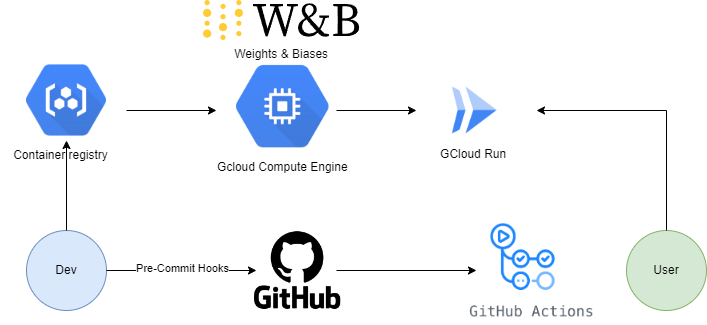 W&B
Weights & Biases
Container registry
Gcloud Compute Engine
GCloud Run
Dev
Pre-Commit Hooks
GitHub
GitHub Actions
User